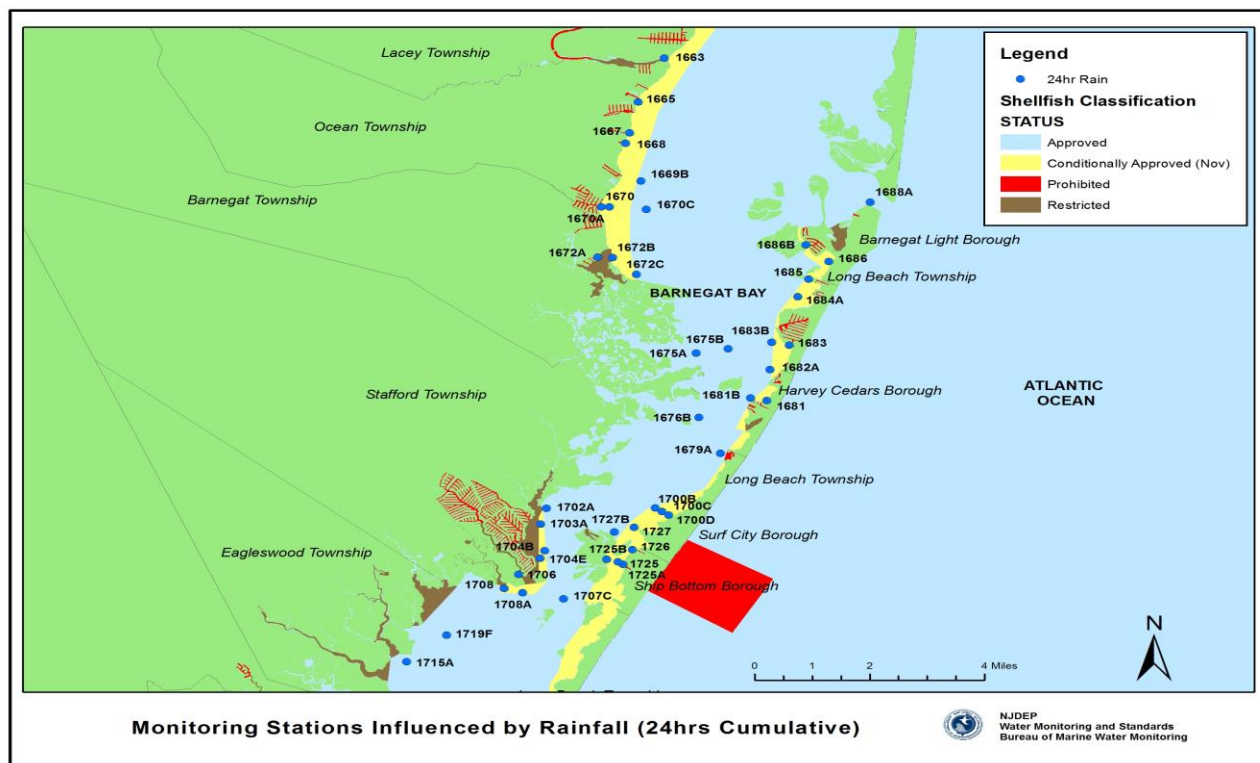 Lacey Township
1663
1665
Ocean Township
1667
1668
1669B
Barnegat Township
1670
1670C
1670A
1672B
1672A
1672C
BARNEGAT BAY
1688A
Barnegat Light Borough
1686B
1686
1685
Long Beach Township
1684A
1683B
1683
1675B
1675A
1682A
Stafford Township
1681B
Harvey Cedars Borough
1681
1676B
ATLANTIC
OCEAN
1679A
Long Beach Township
1702A
1700B
1700C
1700D
1703A
1727B
1727
Surf City Borough
1704B
1725B
1726
Eagleswood Township
1704E
1725
1706
1725A
1708
Ship Bottom Borough
1708A
1707C
1719F
1715A
Legend
24hr Rain
Shellfish Classification
STATUS
Approved
Conditionally Approved (Nov)
Prohibited
Restricted
N
0 1 2 4 Miles
Monitoring Stations Influenced by Rainfall (24hrs Cumulative)
NJDEP
Water Monitoring and Standards
Bureau of Marine Water Monitoring